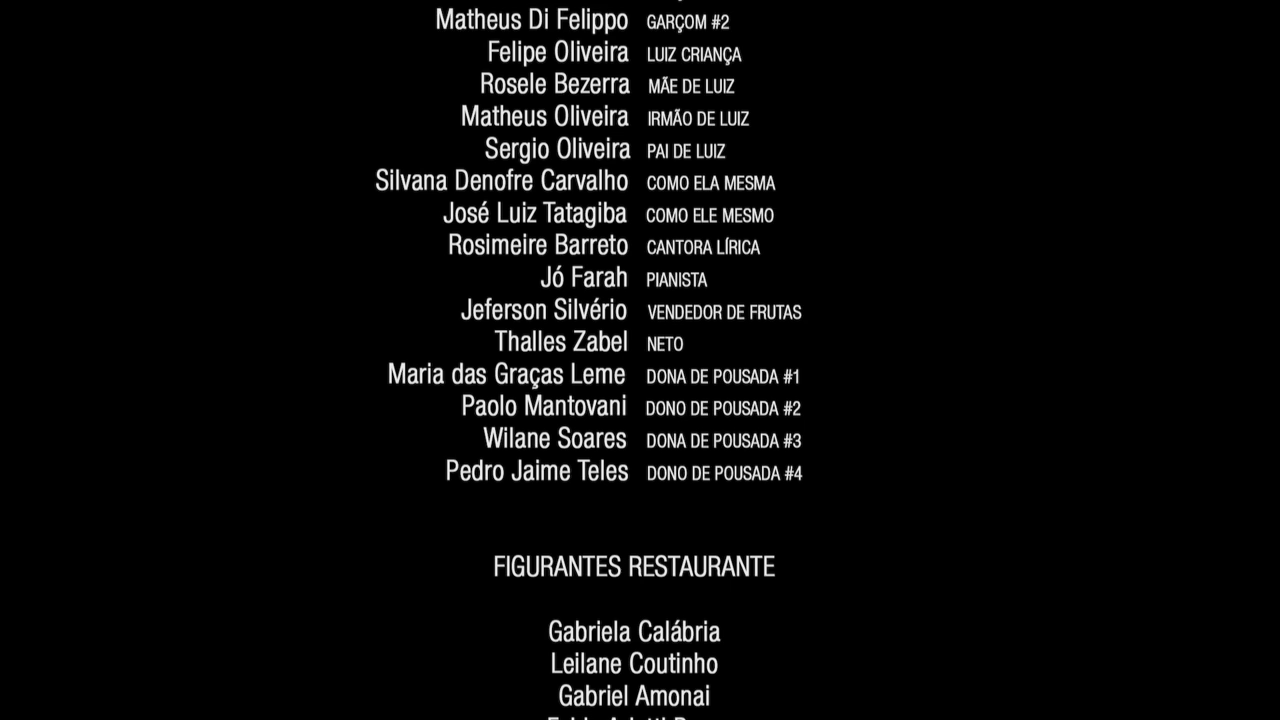 Matheus Di Felippo GARÇOM #2
Felipe Oliveira LUIZ CRIANÇA
Rosele Bezerra MÃE DE LUIZ
Matheus Oliveira IRMÃO DE LUIZ
Sergio Oliveira PAI DE LUIZ
Silvana Denofre Carvalho COMO ELA MESMA
José Luiz Tatagiba COMO ELE MESMO
Rosimeire Barreto CANTORA LÍRICA
Jó Farah PIANISTA
Jeferson Silvério VENDEDOR DE FRUTAS
Thalles Zabel NETO
Maria das Graças Leme DONA DE POUSADA #1
Paolo Mantovani DONO DE POUSADA #2
Wilane Soares DONA DE POUSADA #3
Pedro Jaime Teles DONO DE POUSADA #4
FIGURANTES RESTAURANTE
Gabriela Calábria
Leilane Coutinho
Gabriel Amonai